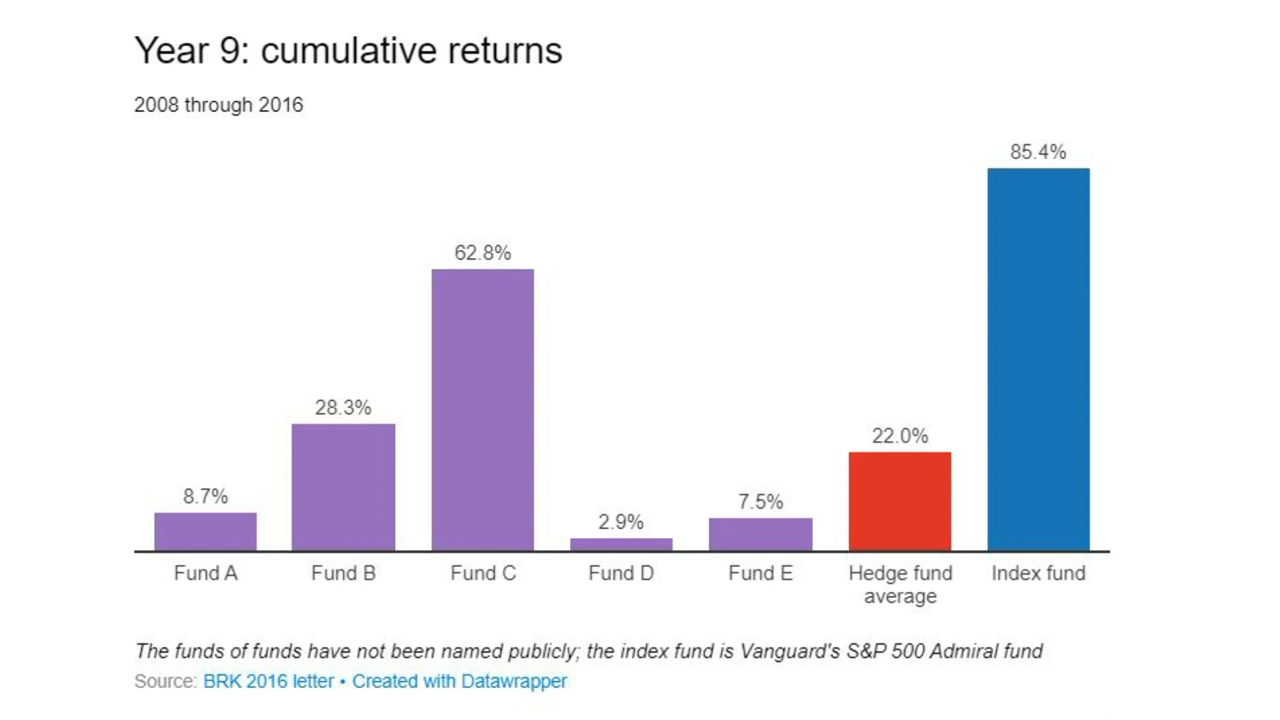 Year 9: cumulative returns
2008 through 2016
85.4%
62.8%
28.3%
22.0%
8.7%
7.5%
2.9%
Fund A
Fund B
Fund C
Fund D
Fund E
Hedge fund
average
Index fund
The funds of funds have not been named publicly; the index fund is Vanguard's S&P 500 Admiral fund
Source: BRK 2016 letter • Created with Datawrapper